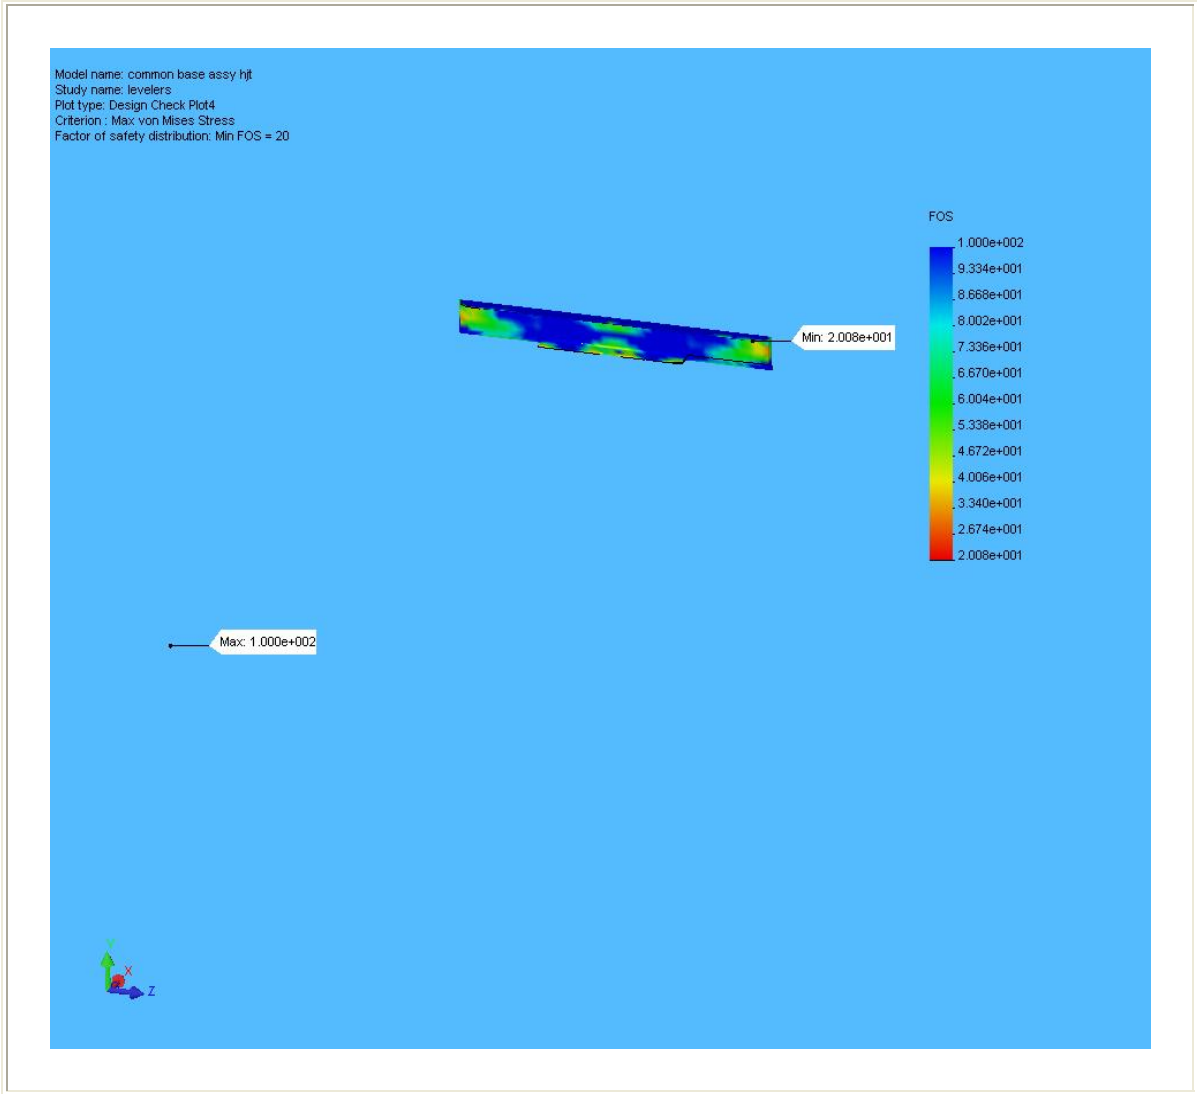 Model name: common base assy hjt
Study name: levelers
Plot type: Design Check Plot4
Criterion : Max von Mises Stress
Factor of safety distribution: Min FOS = 20
FOS
1.000e+002
9.334e+001
8.668e+001
8.002e+001
7.336e+001
6.670e+001
6.004e+001
5.338e+001
4.672e+001
4.006e+001
3.340e+001
2.674e+001
2.008e+001
Min: 2.008e+001
Max: 1.000e+002
Y
X
Z